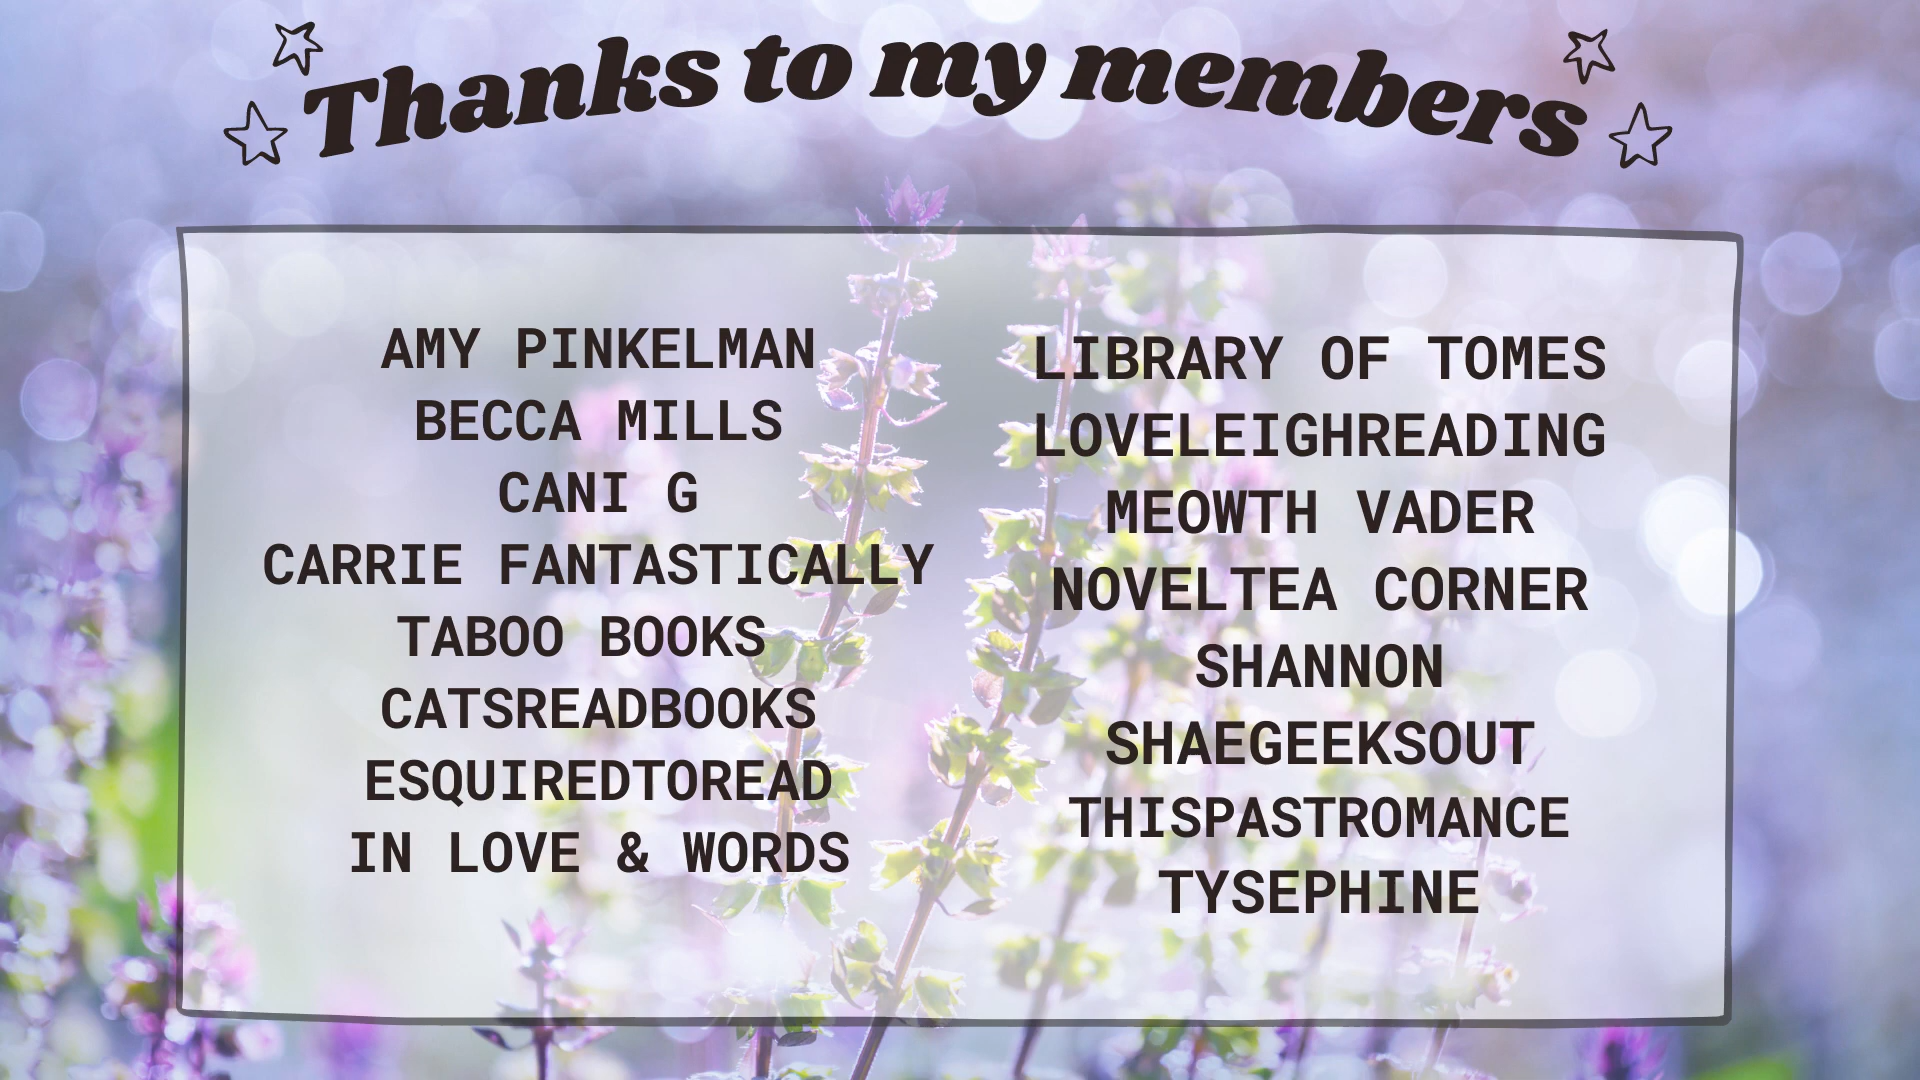 Thanks to my members
AMY PINKELMAN
BECCA MILLS
CANI G
CARRIE FANTASTICALLY
TABOO BOOKS
CATSREADBOOKS
ESQUIREDTOREAD
IN LOVE & WORDS
LIBRARY OF TOMES
LOVELEIGHREADING
MEOWTH VADER
NOVELTEA CORNER
SHANNON
SHAEGEEKSOUT
THISPASTROMANCE
TYSEPHINE